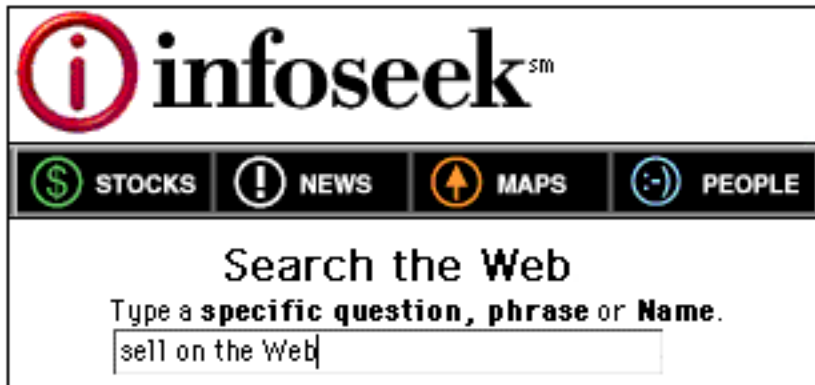 infoseek sm
$ STOCKS ! NEWS MAPS :-) PEOPLE
Search the Web
Type a specific question, phrase or Name.
sell on the Web